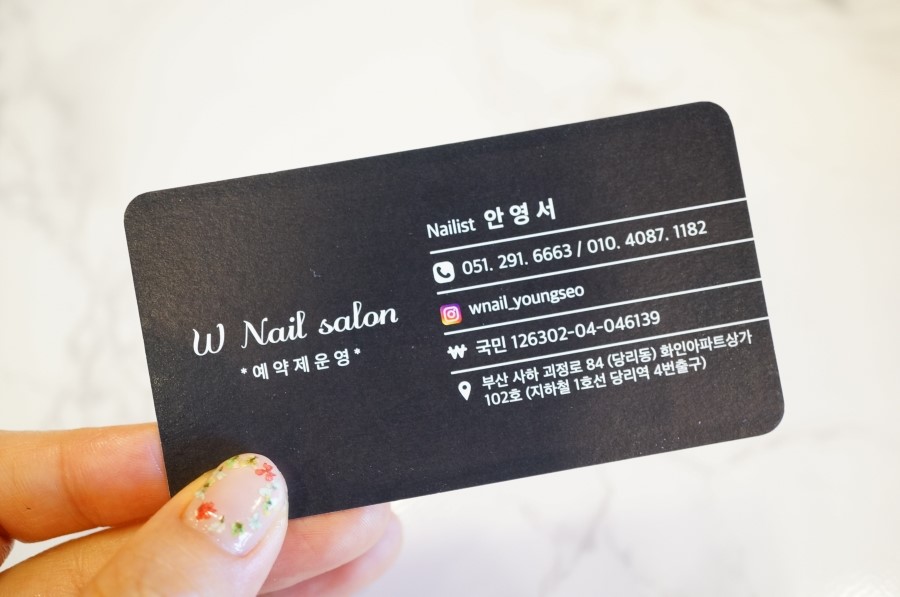 W Nail salon
*예약제운영*
Nailist 안영서
051. 291. 6663 / 010. 4087. 1182
wnail_youngseo
₩ 국민 126302-04-046139
부산 사하 괴정로 84 (당리동) 화인아파트상가
102호 (지하철 1호선 당리역 4번출구)